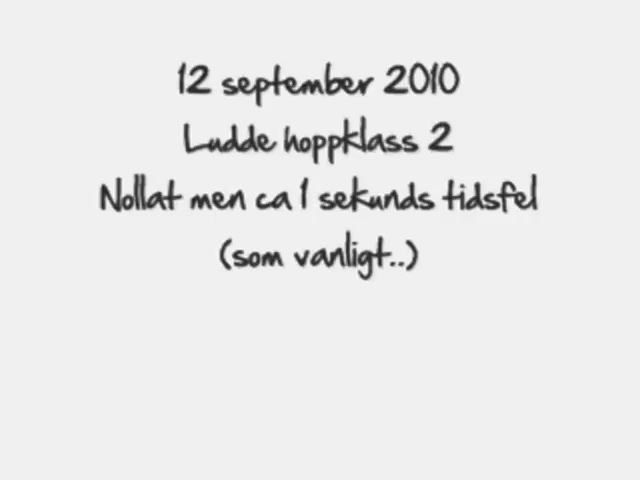 12 september 2010
Ludde hoppklass 2
Nollat men ca 1 sekunds tidsfel
(som vanligt..)